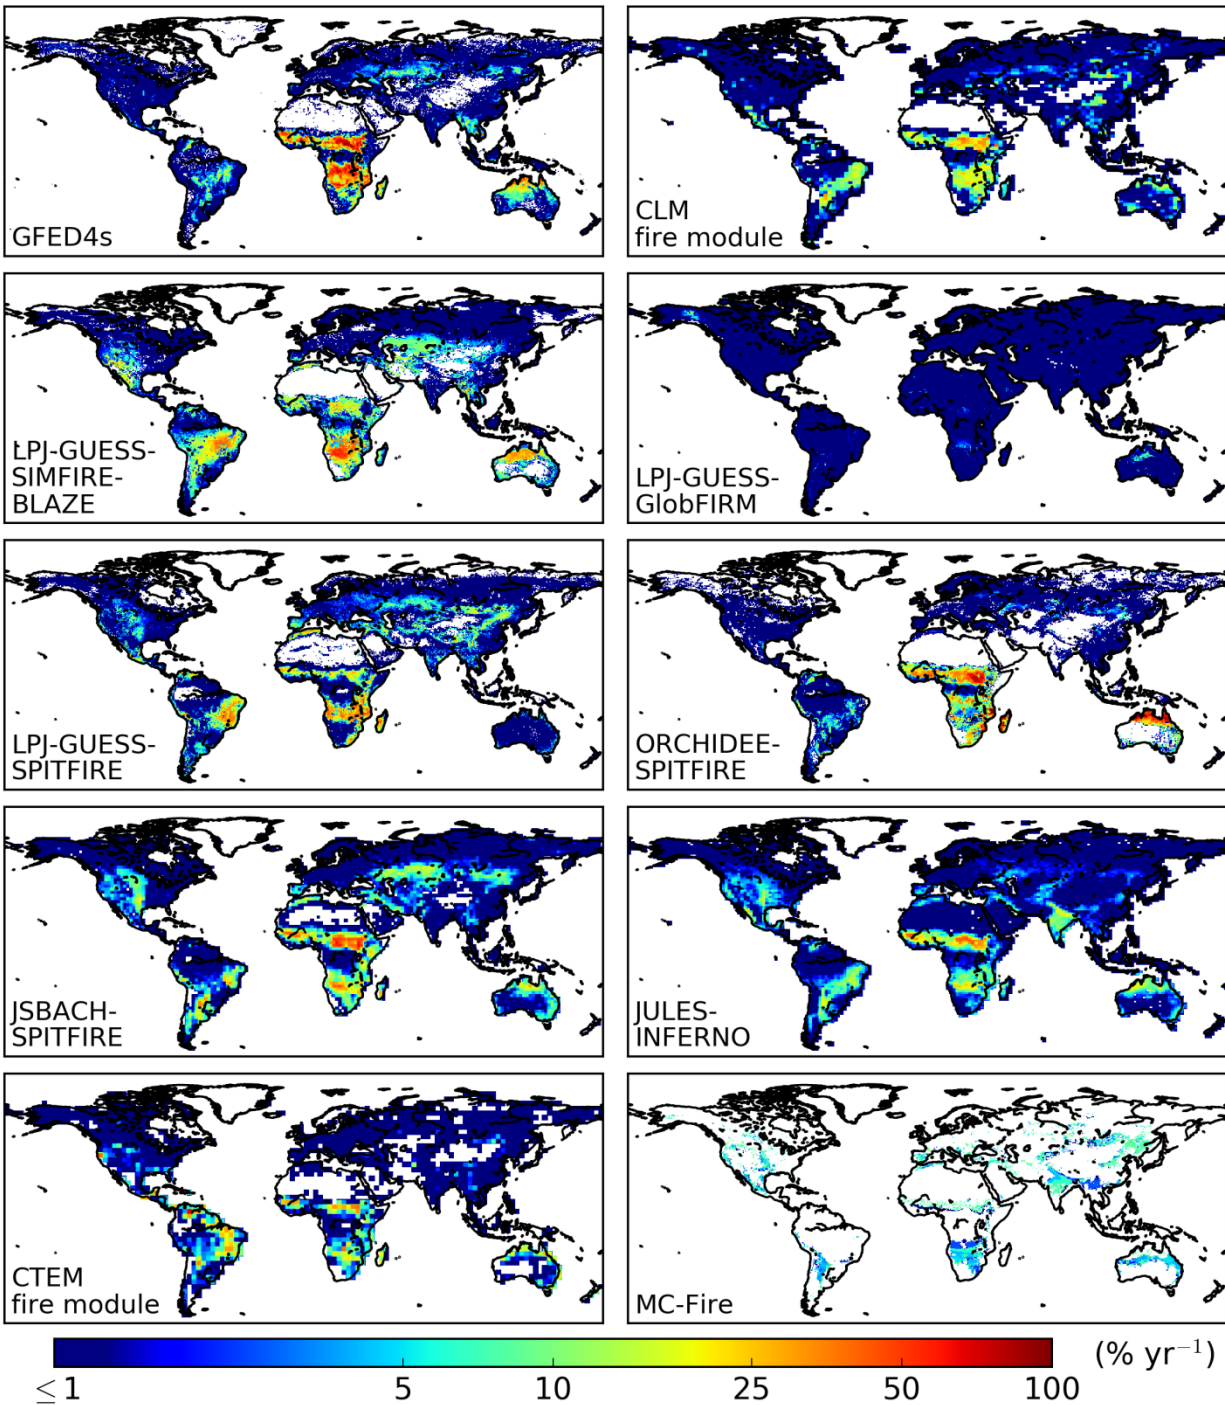 GFED4s
CLM
fire module
LPJ-GUESS-
SIMFIRE-
BLAZE
LPJ-GUESS-
GlobFIRM
LPJ-GUESS-
SPITFIRE
ORCHIDEE-
SPITFIRE
JSBACH-
SPITFIRE
JULES-
INFERNO
CTEM
fire module
MC-Fire
(% yr⁻¹)
≤ 1 5 10 25 50 100